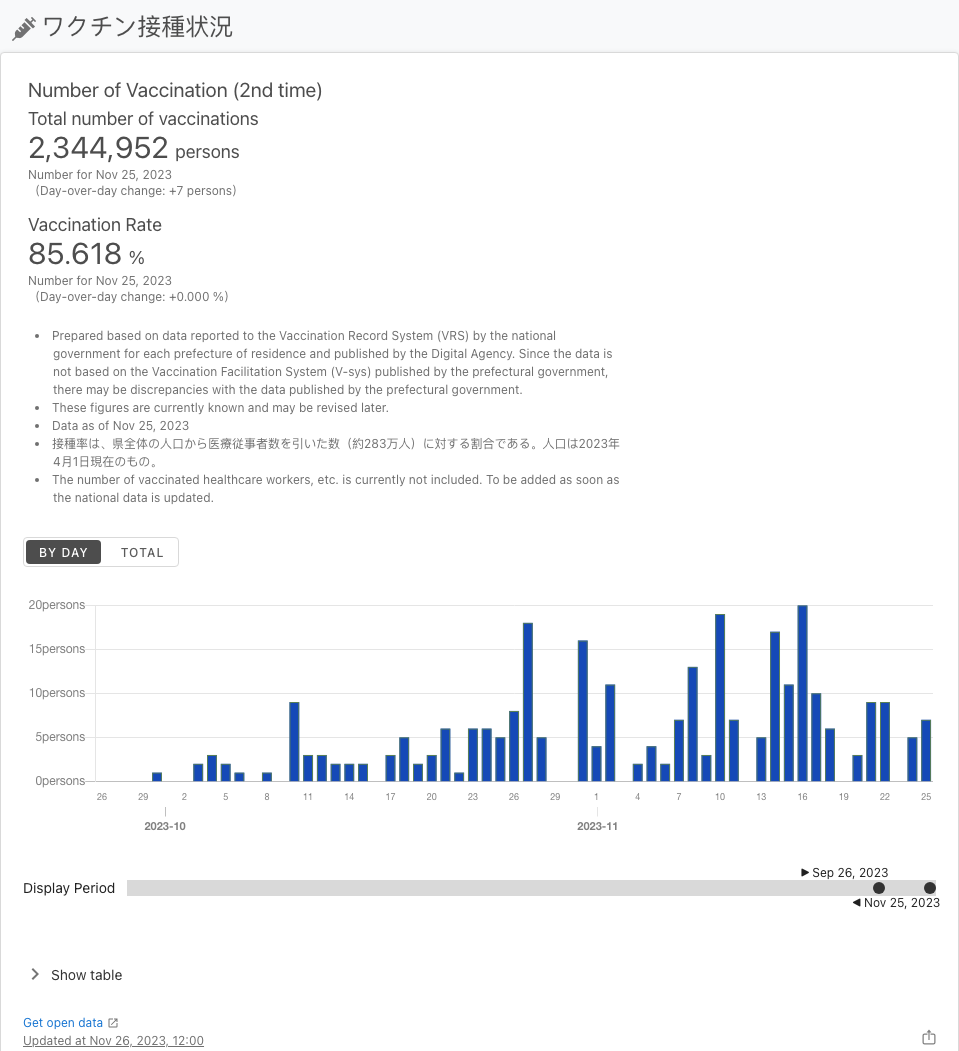 ワクチン接種状況
Number of Vaccination (2nd time)
Total number of vaccinations
2,344,952 persons
Number for Nov 25, 2023
（Day-over-day change: +7 persons)
Vaccination Rate
85.618 %
Number for Nov 25, 2023
（Day-over-day change: +0.000 %)
• Prepared based on data reported to the Vaccination Record System (VRS) by the national
government for each prefecture of residence and published by the Digital Agency. Since the data is
not based on the Vaccination Facilitation System (V-sys) published by the prefectural government,
there may be discrepancies with the data published by the prefectural government.
• These figures are currently known and may be revised later.
• Data as of Nov 25, 2023
• 接種率は、県全体の人口から医療従事者数を引いた数（約283万人）に対する割合である。人口は2023年
4月1日現在のもの。
• The number of vaccinated healthcare workers, etc. is currently not included. To be added as soon as
the national data is updated.
BY DAY TOTAL
20persons
15persons
10persons
5persons
0persons
26 29 2 5 8 11 14 17 20 23 26 29 1 4 7 10 13 16 19 22 25
2023-10 2023-11
▶ Sep 26, 2023
Display Period
◀ Nov 25, 2023
Show table
Get open data
Updated at Nov 26, 2023, 12:00